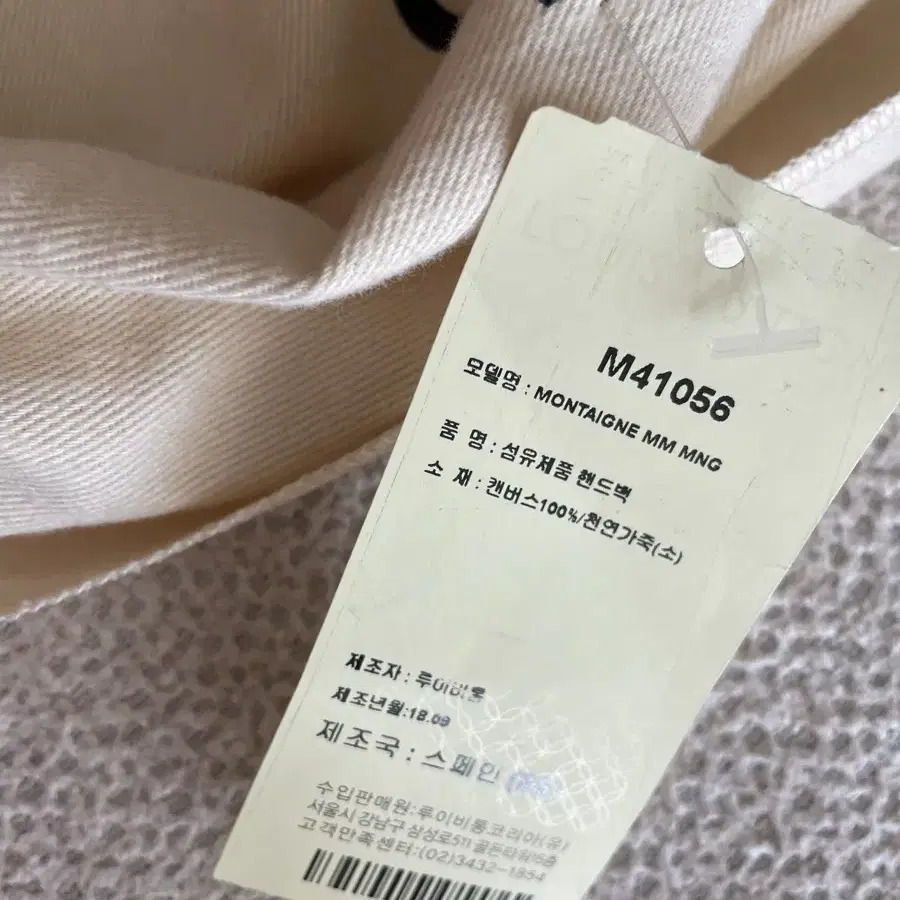 M41056
모델명 : MONTAIGNE MM MNG
품 명 : 섬유제품 핸드백
소 재 : 캔버스100%/천연가죽(소)
제조자 : 루이비통
제조년월:18.09
제조국 : 스페인
수입판매원:루이비통코리아(유)
서울시 강남구 삼성로511 골든타워6층
고객만족센터:(02)3432-1854